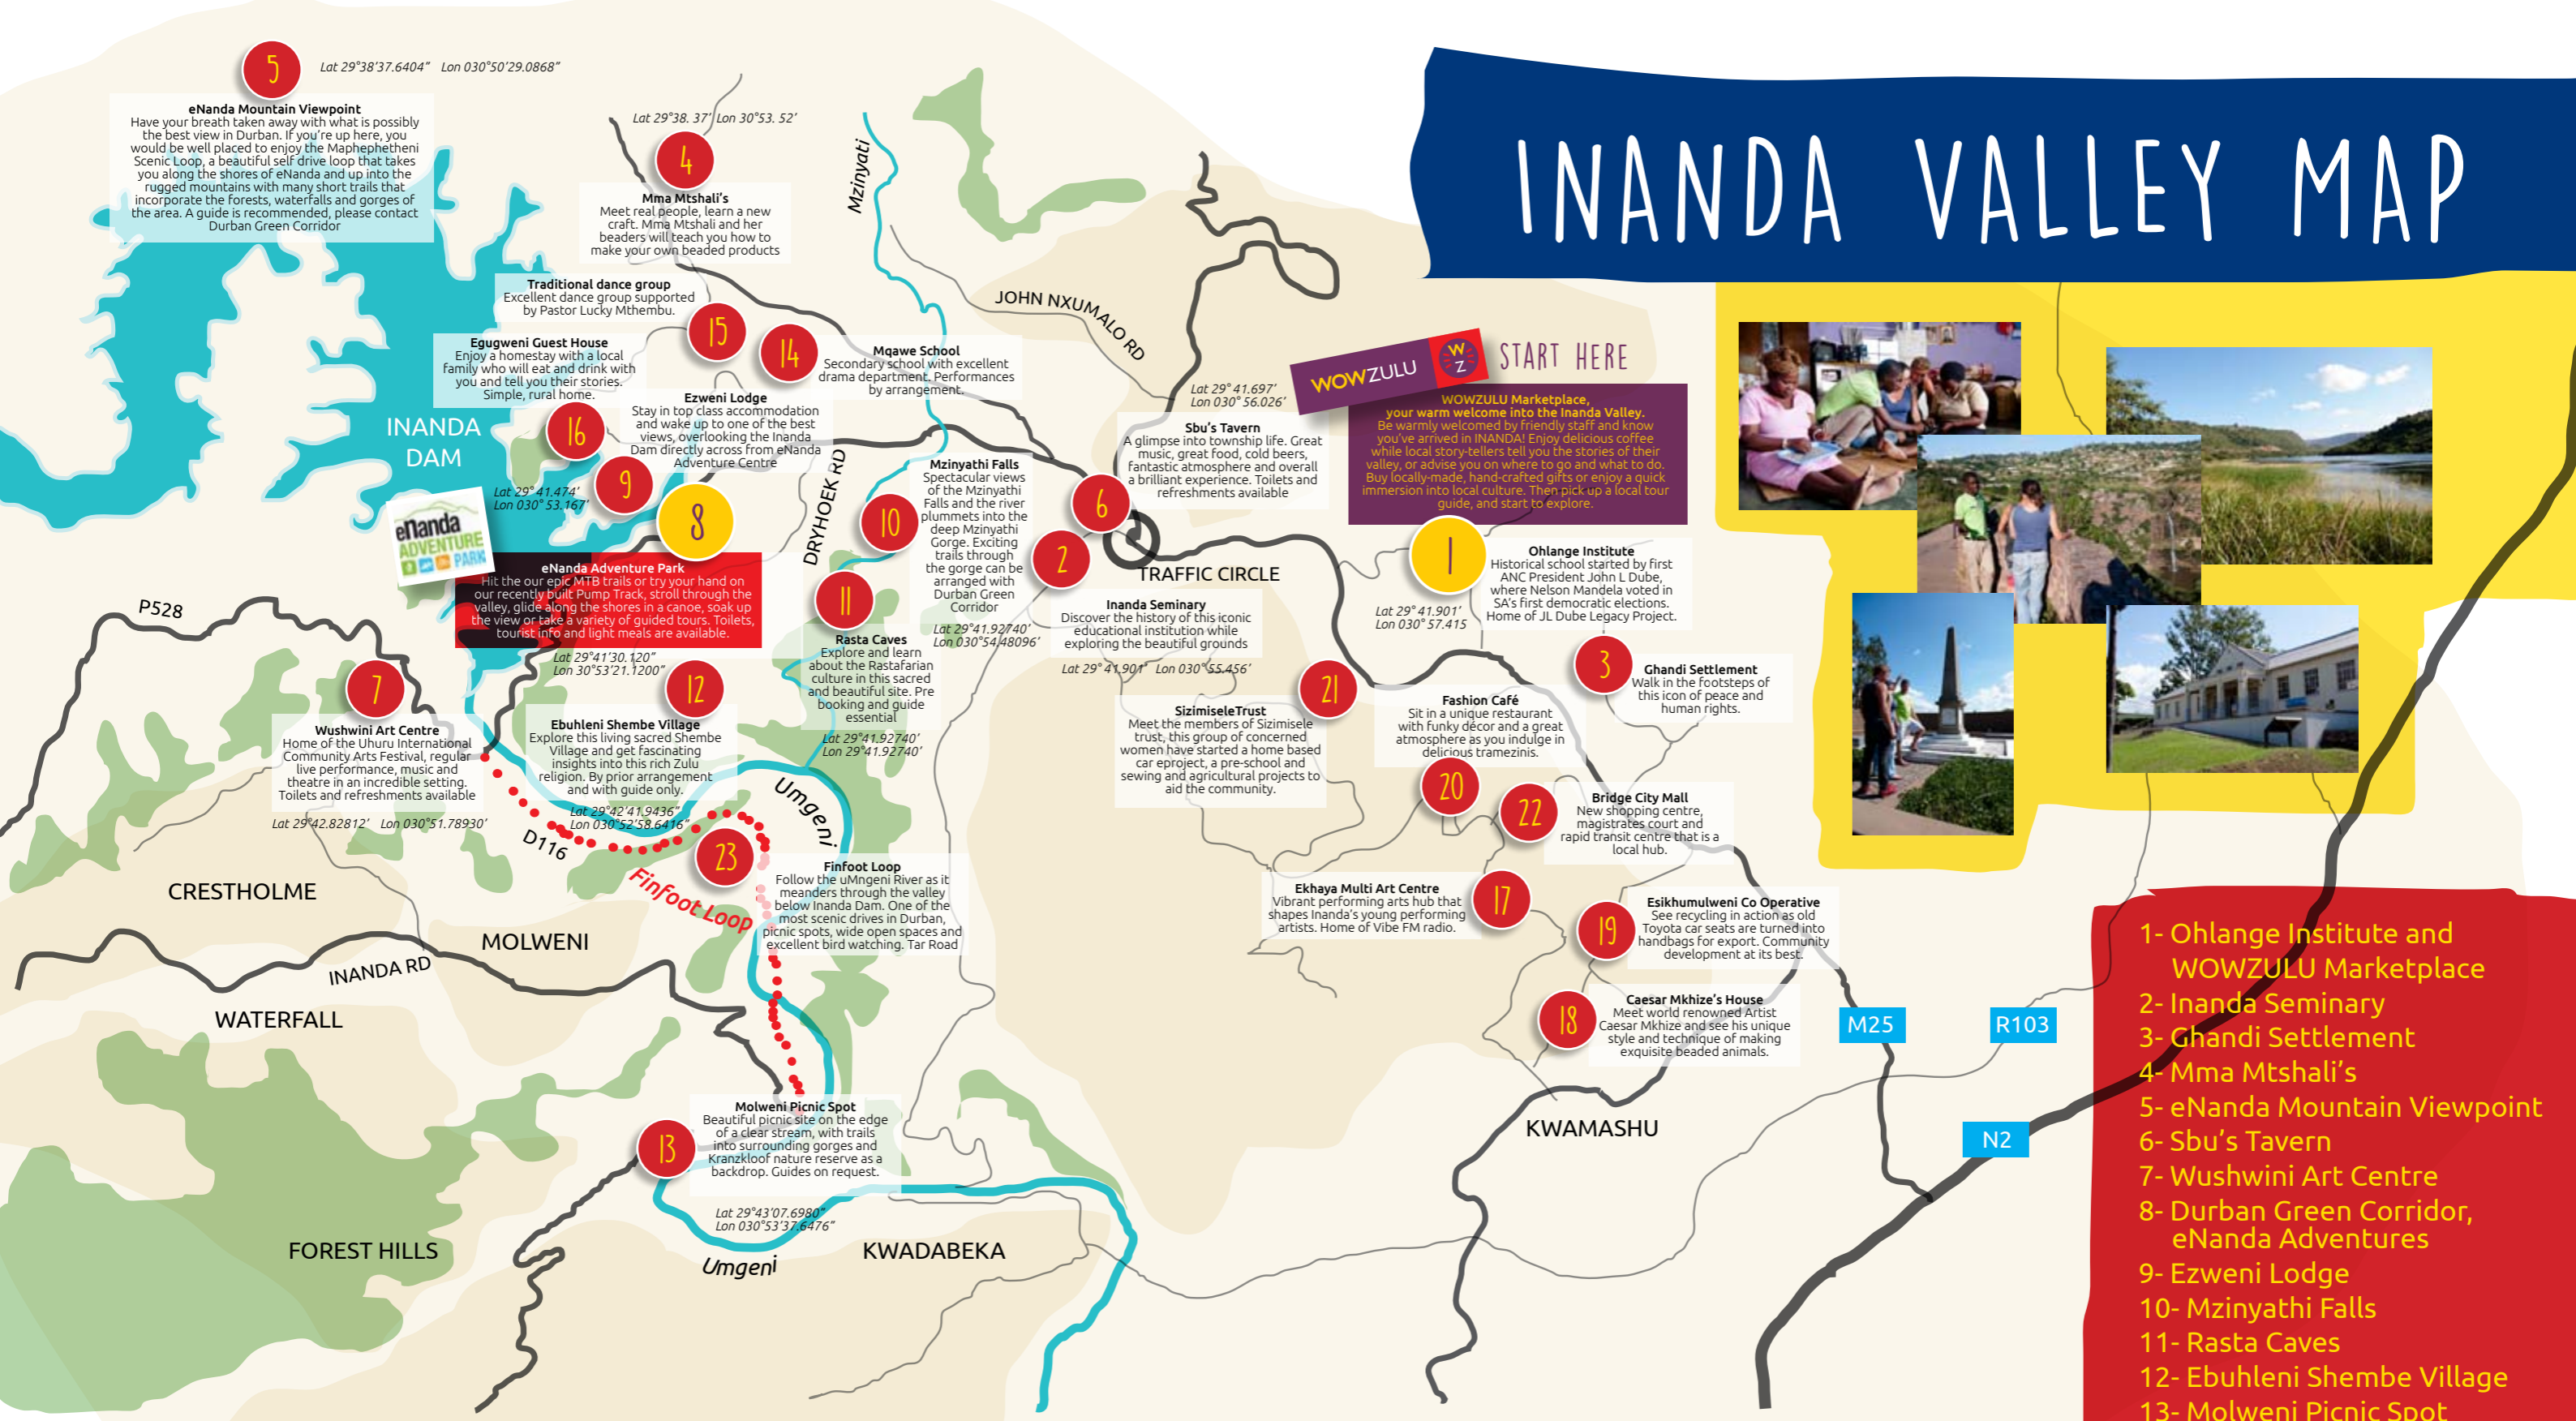 INANDA VALLEY MAP
5
Lat 29°38'37.6404” Lon 030°50'29.0868”
eNanda Mountain Viewpoint
Have your breath taken away with what is possibly
the best view in Durban. If you're up here, you
would be well placed to enjoy the Maphephetheni
Scenic Loop, a beautiful self drive loop that takes
you along the shores of eNanda and up into the
rugged mountains with many short trails that
incorporate the forests, waterfalls and gorges of
the area. A guide is recommended, please contact
Durban Green Corridor
Lat 29°38. 37' Lon 30°53. 52'
4
Mma Mtshali's
Meet real people, learn a new
craft. Mma Mtshali and her
beaders will teach you how to
make your own beaded products
Mzinyati
JOHN NXUMALO RD
Traditional dance group
Excellent dance group supported
by Pastor Lucky Mthembu.
15
14
Mqawe School
Secondary school with excellent
drama department. Performances
by arrangement.
Egugweni Guest House
Enjoy a homestay with a local
family who will eat and drink with
you and tell you their stories.
Simple, rural home.
16
Ezweni Lodge
Stay in top class accommodation
and wake up to one of the best
views, overlooking the Inanda
Dam directly across from eNanda
Adventure Centre
9
Lat 29°41.474'
Lon 030°53.167'
INANDA
DAM
eNanda
ADVENTURE
PARK
8
eNanda Adventure Park
Hit the our epic MTB trails or try your hand on
our recently built Pump Track, stroll through the
valley, glide along the shores in a canoe, soak up
the view or take a variety of guided tours. Toilets,
tourist info and light meals are available.
Lat 29°41'30.120”
Lon 30°53'21.1200”
DRYHOEK RD
10
Mzinyathi Falls
Spectacular views
of the Mzinyathi
Falls and the river
plummets into the
deep Mzinyathi
Gorge. Exciting
trails through
the gorge can be
arranged with
Durban Green
Corridor
Lat 29°41.92740'
Lon 030°54.48096'
11
Rasta Caves
Explore and learn
about the Rastafarian
culture in this sacred
and beautiful site. Pre
booking and guide
essential
Lat 29°41.92740'
Lon 29°41.92740'
Lat 29°41.697'
Lon 030°56.026'
Sbu's Tavern
A glimpse into township life. Great
music, great food, cold beers,
fantastic atmosphere and overall
a brilliant experience. Toilets and
refreshments available
6
2
TRAFFIC CIRCLE
Inanda Seminary
Discover the history of this iconic
educational institution while
exploring the beautiful grounds
Lat 29°41.901' Lon 030°55.456'
WOWZULU
W
Z
START HERE
WOWZULU Marketplace,
your warm welcome into the Inanda Valley.
Be warmly welcomed by friendly staff and know
you've arrived in INANDA! Enjoy delicious coffee
while local story-tellers tell you the stories of their
valley, or advise you on where to go and what to do.
Buy locally-made, hand-crafted gifts or enjoy a quick
immersion into local culture. Then pick up a local tour
guide, and start to explore.
1
Ohlange Institute
Historical school started by first
ANC President John L Dube,
where Nelson Mandela voted in
SA's first democratic elections.
Home of JL Dube Legacy Project.
Lat 29°41.901'
Lon 030°57.415
3
Ghandi Settlement
Walk in the footsteps of
this icon of peace and
human rights.
21
SizimiseleTrust
Meet the members of Sizimisele
trust, this group of concerned
women have started a home based
car eproject, a pre-school and
sewing and agricultural projects to
aid the community.
Fashion Café
Sit in a unique restaurant
with funky décor and a great
atmosphere as you indulge in
delicious tramezinis.
20
22
Bridge City Mall
New shopping centre,
magistrates court and
rapid transit centre that is a
local hub.
Ekhaya Multi Art Centre
Vibrant performing arts hub that
shapes Inanda's young performing
artists. Home of Vibe FM radio.
17
19
Esikhumulweni Co Operative
See recycling in action as old
Toyota car seats are turned into
handbags for export. Community
development at its best.
18
Caesar Mkhize's House
Meet world renowned Artist
Caesar Mkhize and see his unique
style and technique of making
exquisite beaded animals.
P528
7
Wushwini Art Centre
Home of the Uhuru International
Community Arts Festival, regular
live performance, music and
theatre in an incredible setting.
Toilets and refreshments available
Lat 29°42.82812' Lon 030°51.78930'
12
Ebuhleni Shembe Village
Explore this living sacred Shembe
Village and get fascinating
insights into this rich Zulu
religion. By prior arrangement
and with guide only.
Lat 29°42'41.9436”
Lon 030°52'58.6416”
D116
Umgeni
23
Finfoot Loop
Finfoot Loop
Follow the uMngeni River as it
meanders through the valley
below Inanda Dam. One of the
most scenic drives in Durban,
picnic spots, wide open spaces and
excellent bird watching. Tar Road
CRESTHOLME
MOLWENI
INANDA RD
WATERFALL
13
Molweni Picnic Spot
Beautiful picnic site on the edge
of a clear stream, with trails
into surrounding gorges and
Kranzkloof nature reserve as a
backdrop. Guides on request.
Lat 29°43'07.6980”
Lon 030°53'37.6476”
FOREST HILLS
Umgeni
KWADABEKA
KWAMASHU
M25
R103
N2
1- Ohlange Institute and
WOWZULU Marketplace
2- Inanda Seminary
3- Ghandi Settlement
4- Mma Mtshali's
5- eNanda Mountain Viewpoint
6- Sbu's Tavern
7- Wushwini Art Centre
8- Durban Green Corridor,
eNanda Adventures
9- Ezweni Lodge
10- Mzinyathi Falls
11- Rasta Caves
12- Ebuhleni Shembe Village
13- Molweni Picnic Spot